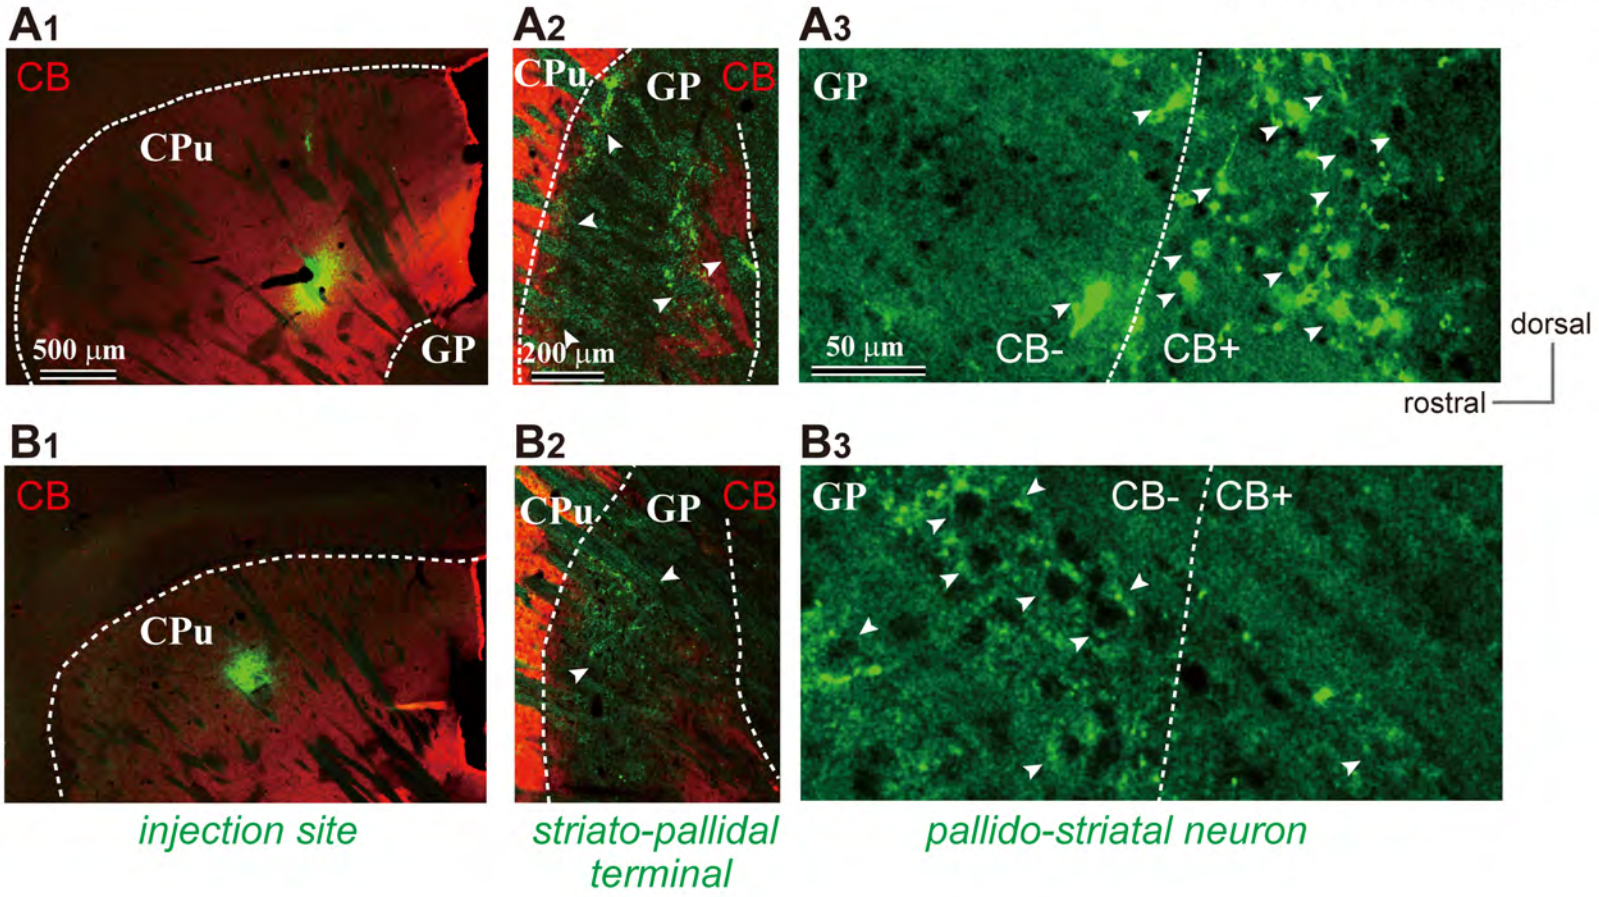 A1
A2
A3
CB
CPu
500 μm
GP
CPu
GP
CB
200 μm
GP
50 μm
CB-
CB+
dorsal
rostral
B1
B2
B3
CB
CPu
CPu
GP
CB
GP
CB-
CB+
injection site
striato-pallidal
terminal
pallido-striatal neuron